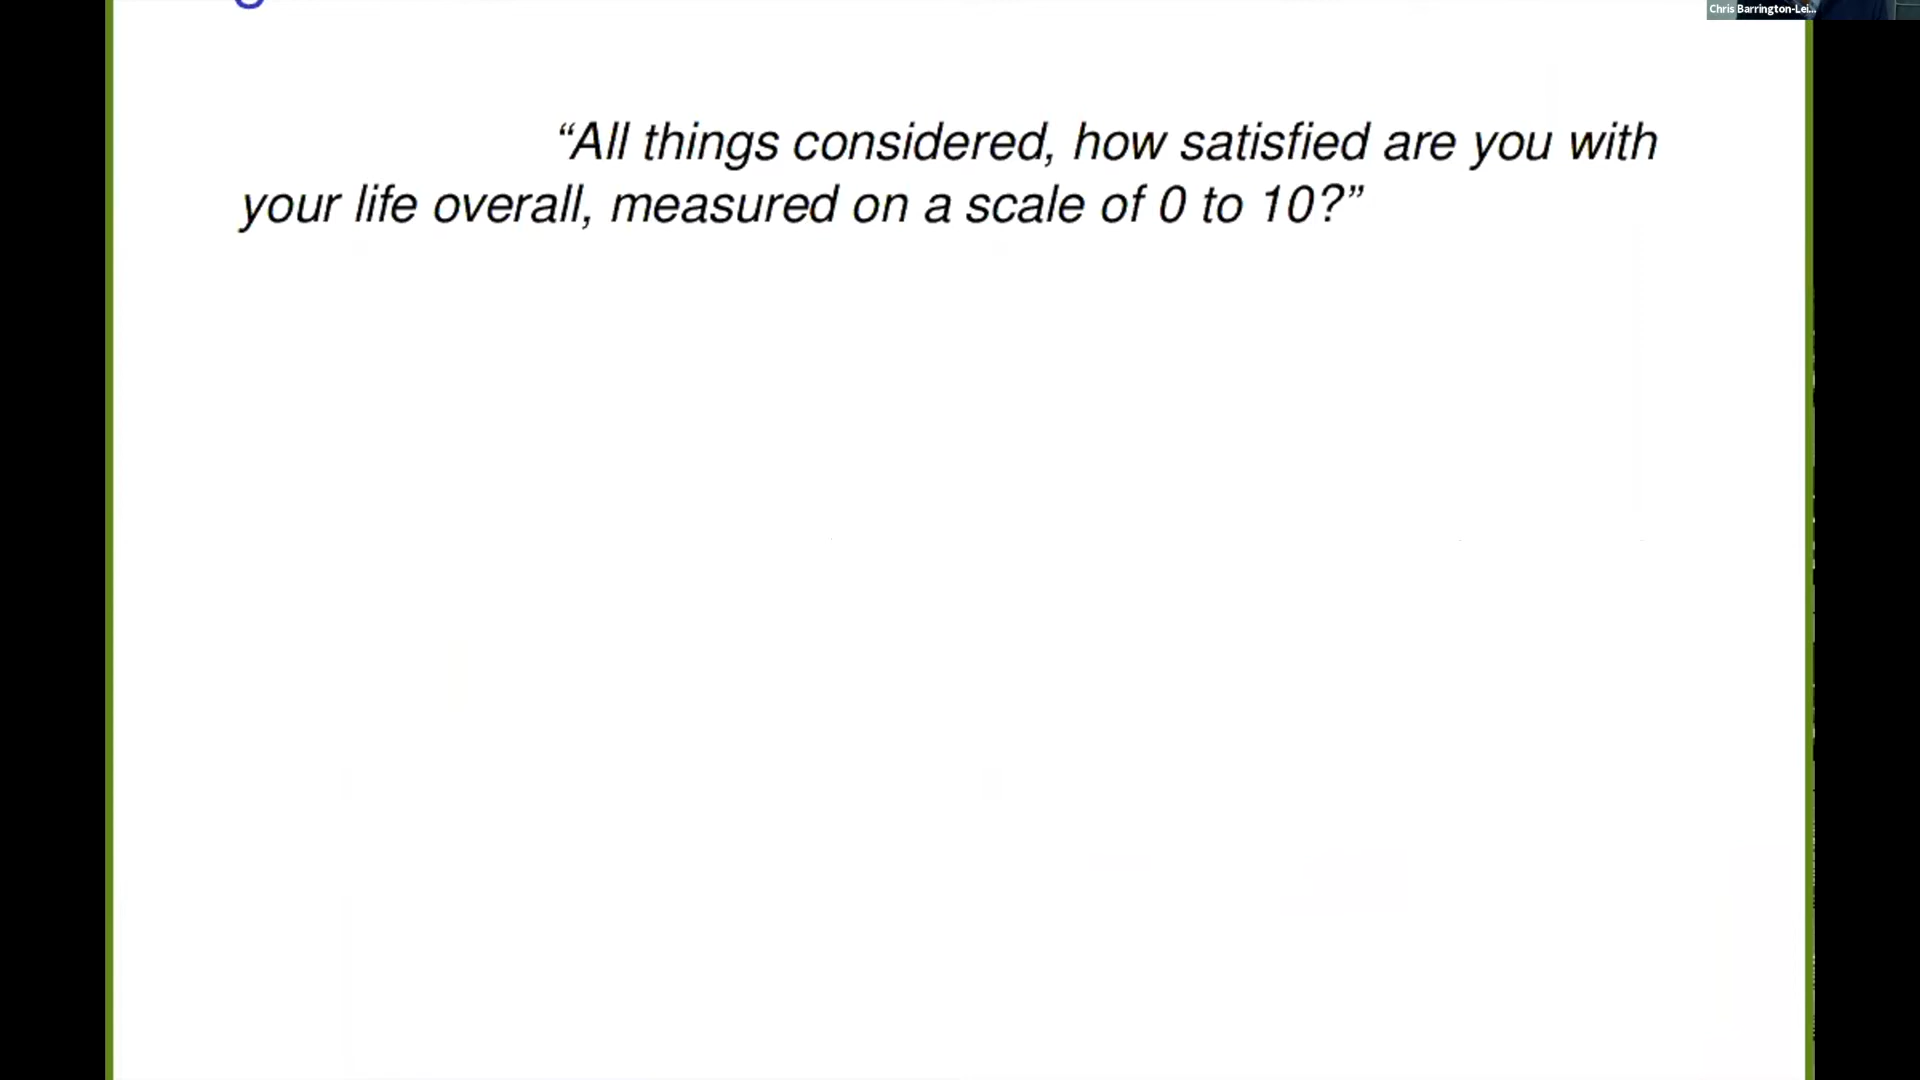 Chris Barrington-Lei...
“All things considered, how satisfied are you with
your life overall, measured on a scale of 0 to 10?”